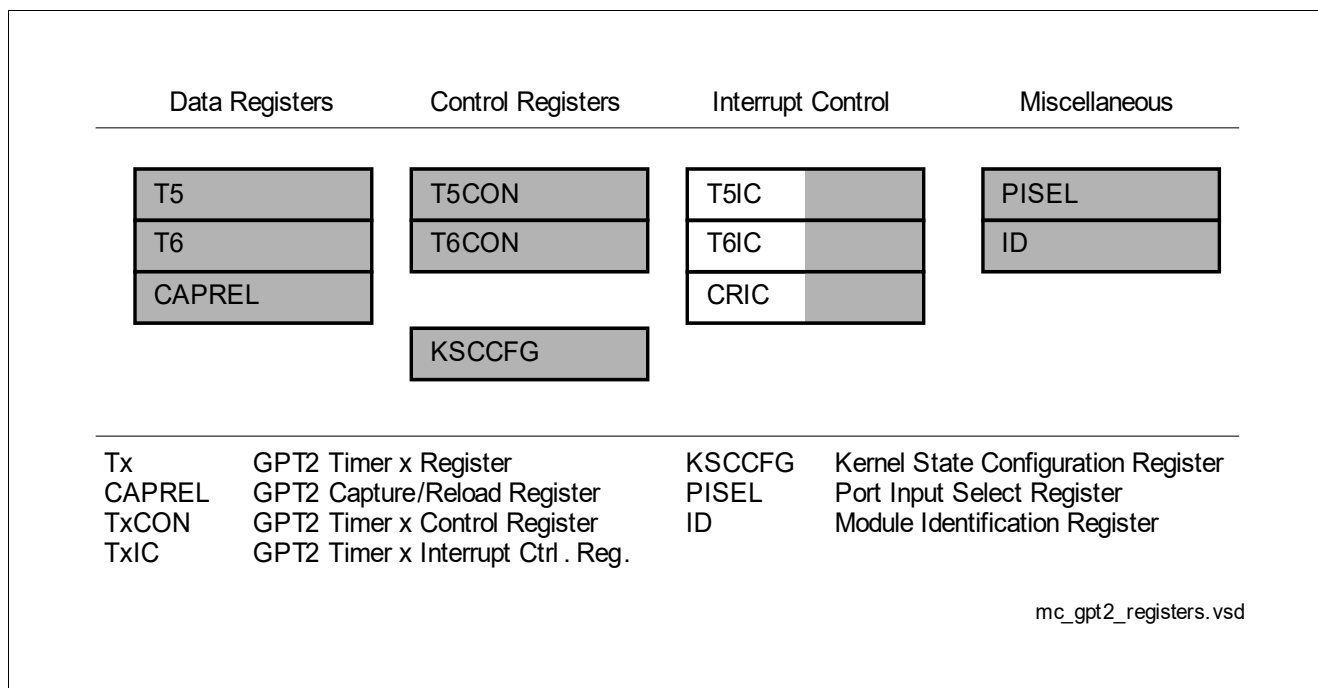 Data Registers Control Registers Interrupt Control Miscellaneous
T5 T5CON T5IC PISEL
T6 T6CON T6IC ID
CAPREL CRIC
KSCCFG
Tx GPT2 Timer x Register KSCCFG Kernel State Configuration Register
CAPREL GPT2 Capture/Reload Register PISEL Port Input Select Register
TxCON GPT2 Timer x Control Register ID Module Identification Register
TxIC GPT2 Timer x Interrupt Ctrl . Reg.
mc_gpt2_registers.vsd